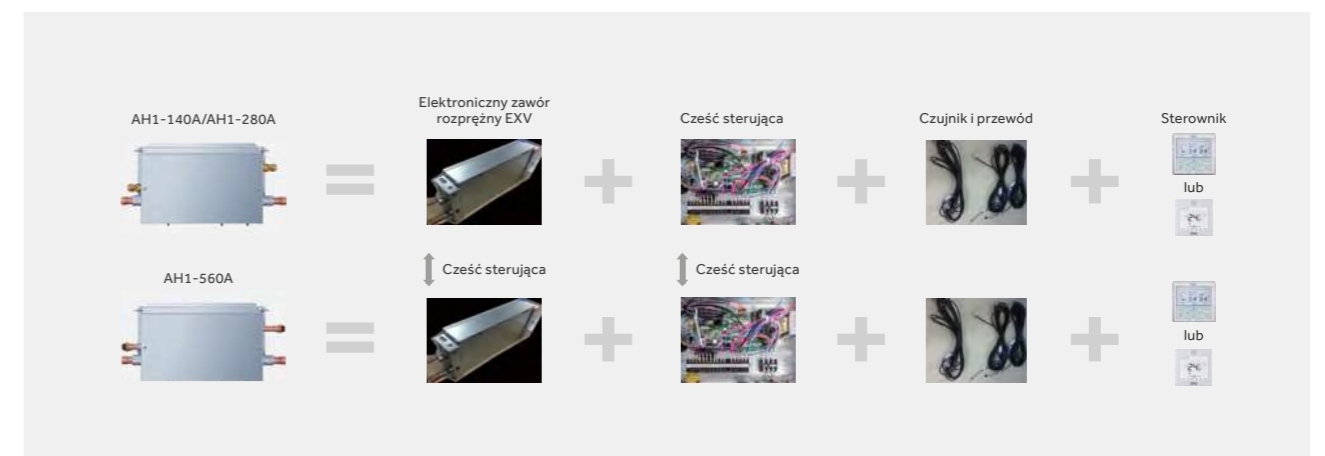 AH1-140A/AH1-280A
Elektroniczny zawór
rozprężny EXV
Cześć sterująca
Czujnik i przewód
Sterownik
lub
Cześć sterująca
Cześć sterująca
AH1-560A
lub